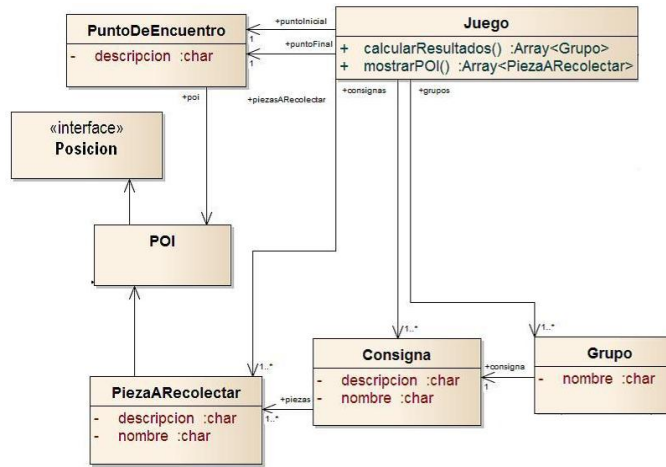 PuntoDeEncuentro
- descripcion :char
+puntoInicial
1
+puntoFinal
1
Juego
+ calcularResultados() :Array<Grupo>
+ mostrarPOI() :Array<PiezaARecolectar>
+poi
+piezasARecolectar
+consignas
+grupos
«interface»
Posicion
POI
1..*
1..*
1..*
PiezaARecolectar
- descripcion :char
- nombre :char
+piezas
1..*
Consigna
- descripcion :char
- nombre :char
+consigna
1
Grupo
- nombre :char